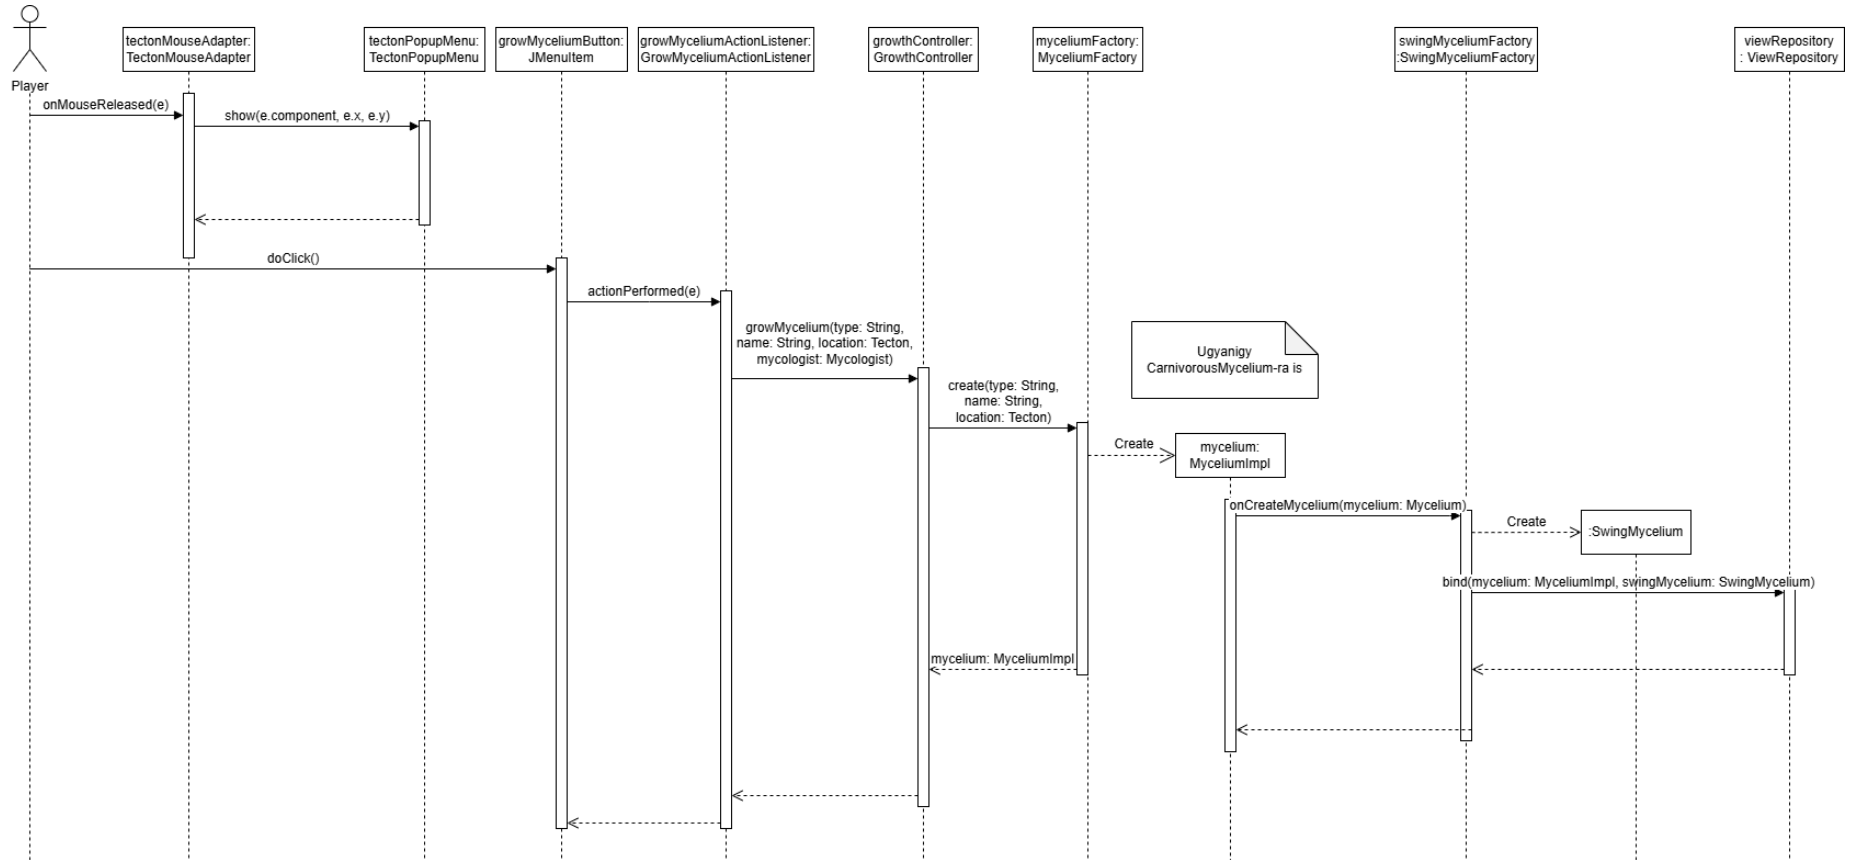 Player
tectonMouseAdapter:
TectonMouseAdapter
tectonPopupMenu:
TectonPopupMenu
growMyceliumButton:
JMenuItem
growMyceliumActionListener:
GrowMyceliumActionListener
growthController:
GrowthController
myceliumFactory:
MyceliumFactory
swingMyceliumFactory
:SwingMyceliumFactory
viewRepository
: ViewRepository
onMouseReleased(e)
show(e.component, e.x, e.y)
doClick()
actionPerformed(e)
growMycelium(type: String,
name: String, location: Tecton,
mycologist: Mycologist)
create(type: String,
name: String,
location: Tecton)
Ugyanigy
CarnivorousMycelium-ra is
Create
mycelium:
MyceliumImpl
onCreateMycelium(mycelium: Mycelium)
Create
:SwingMycelium
bind(mycelium: MyceliumImpl, swingMycelium: SwingMycelium)
mycelium: MyceliumImpl